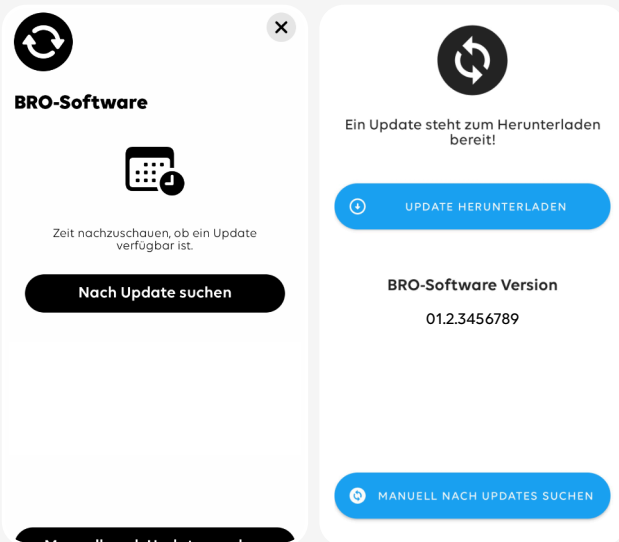 BRO-Software
Zeit nachzuschauen, ob ein Update
verfügbar ist.
Nach Update suchen
Ein Update steht zum Herunterladen
bereit!
UPDATE HERUNTERLADEN
BRO-Software Version
01.2.3456789
MANUELL NACH UPDATES SUCHEN